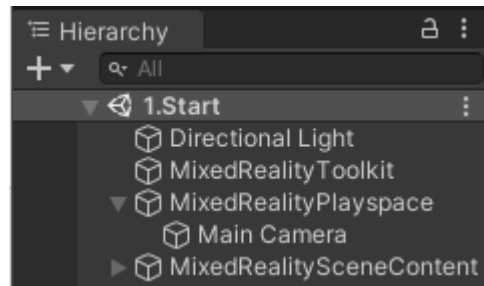 Hierarchy
All
1.Start
Directional Light
MixedRealityToolkit
MixedRealityPlayspace
Main Camera
MixedRealitySceneContent